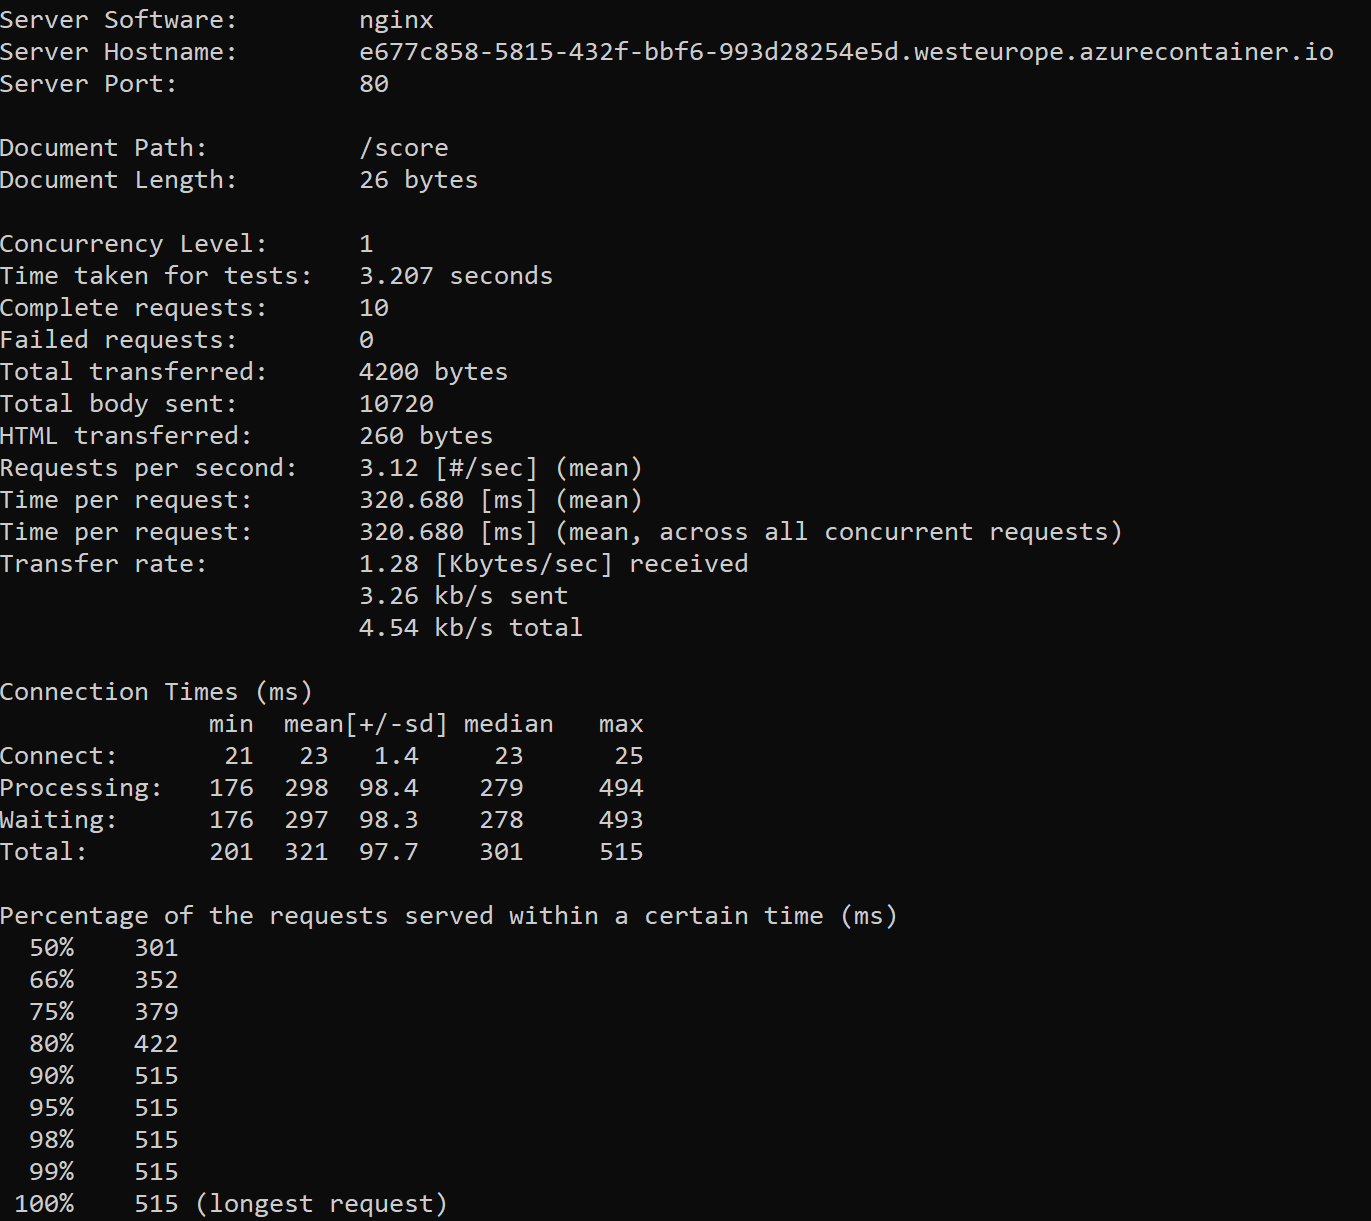 Server Software:        nginx
Server Hostname:        e677c858-5815-432f-bbf6-993d28254e5d.westeurope.azurecontainer.io
Server Port:            80

Document Path:          /score
Document Length:        26 bytes

Concurrency Level:      1
Time taken for tests:   3.207 seconds
Complete requests:      10
Failed requests:        0
Total transferred:      4200 bytes
Total body sent:        10720
HTML transferred:       260 bytes
Requests per second:    3.12 [#/sec] (mean)
Time per request:       320.680 [ms] (mean)
Time per request:       320.680 [ms] (mean, across all concurrent requests)
Transfer rate:          1.28 [Kbytes/sec] received
                        3.26 kb/s sent
                        4.54 kb/s total

Connection Times (ms)
              min  mean[+/-sd] median   max
Connect:       21   23   1.4     23      25
Processing:   176  298  98.4    279     494
Waiting:      176  297  98.3    278     493
Total:        201  321  97.7    301     515

Percentage of the requests served within a certain time (ms)
  50%    301
  66%    352
  75%    379
  80%    422
  90%    515
  95%    515
  98%    515
  99%    515
 100%    515 (longest request)